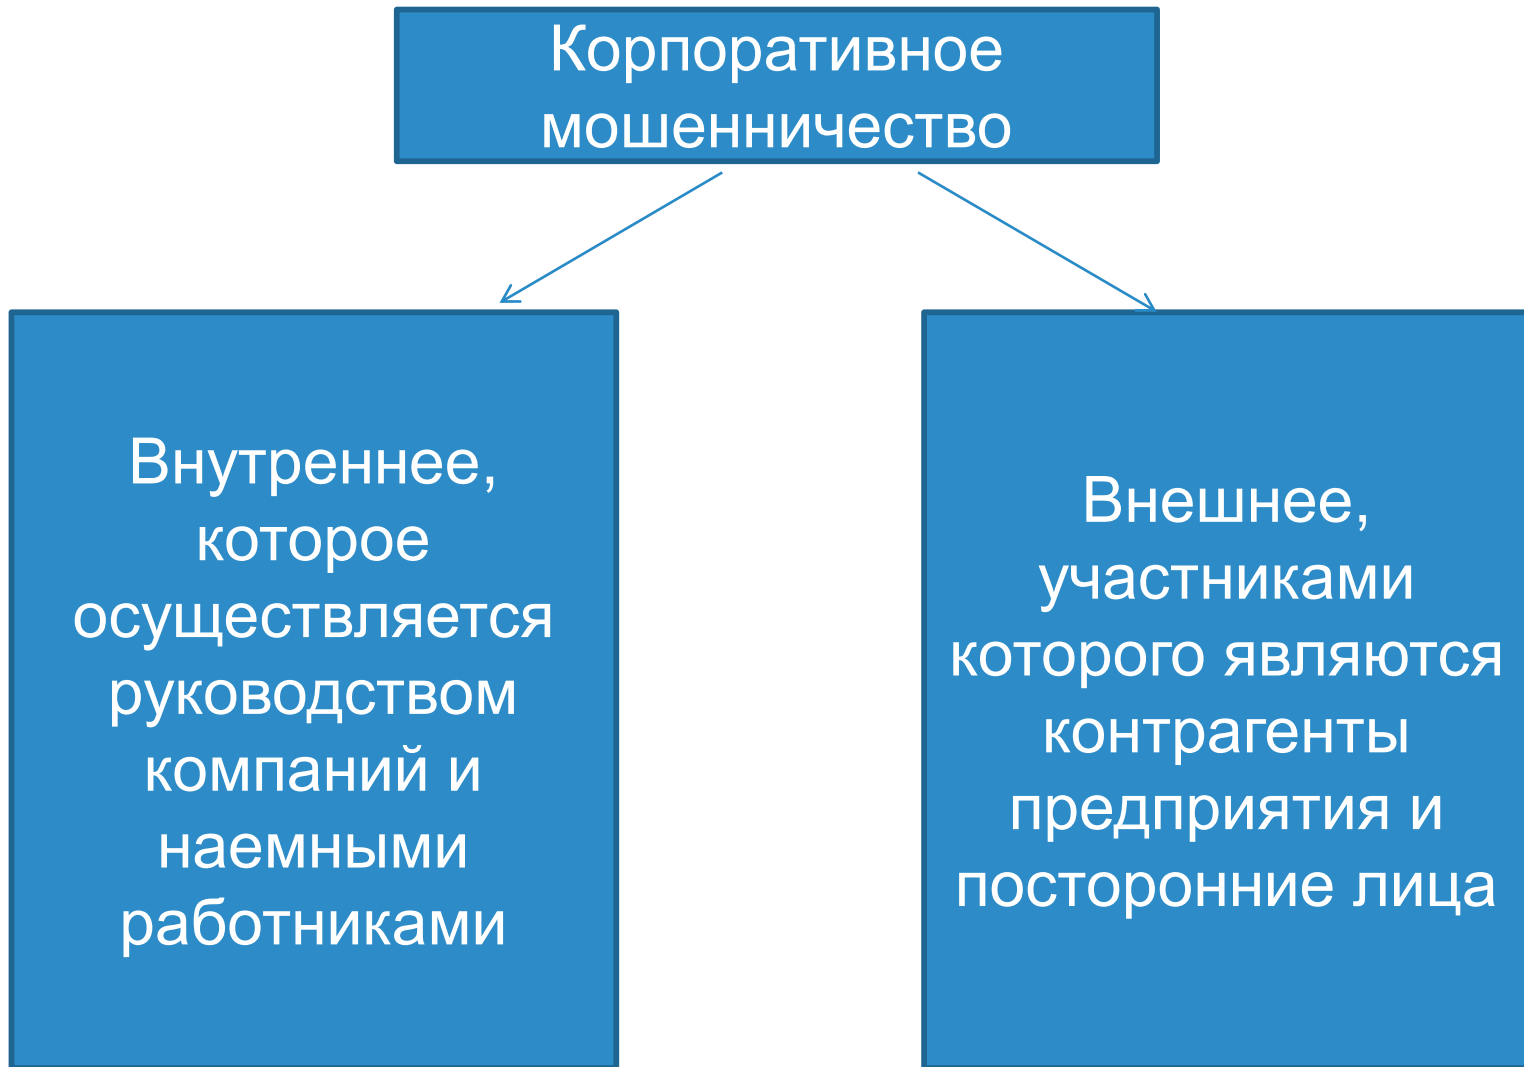 Корпоративное
мошенничество
Внутреннее,
которое
осуществляется
руководством
компаний и
наемными
работниками
Внешнее,
участниками
которого являются
контрагенты
предприятия и
посторонние лица